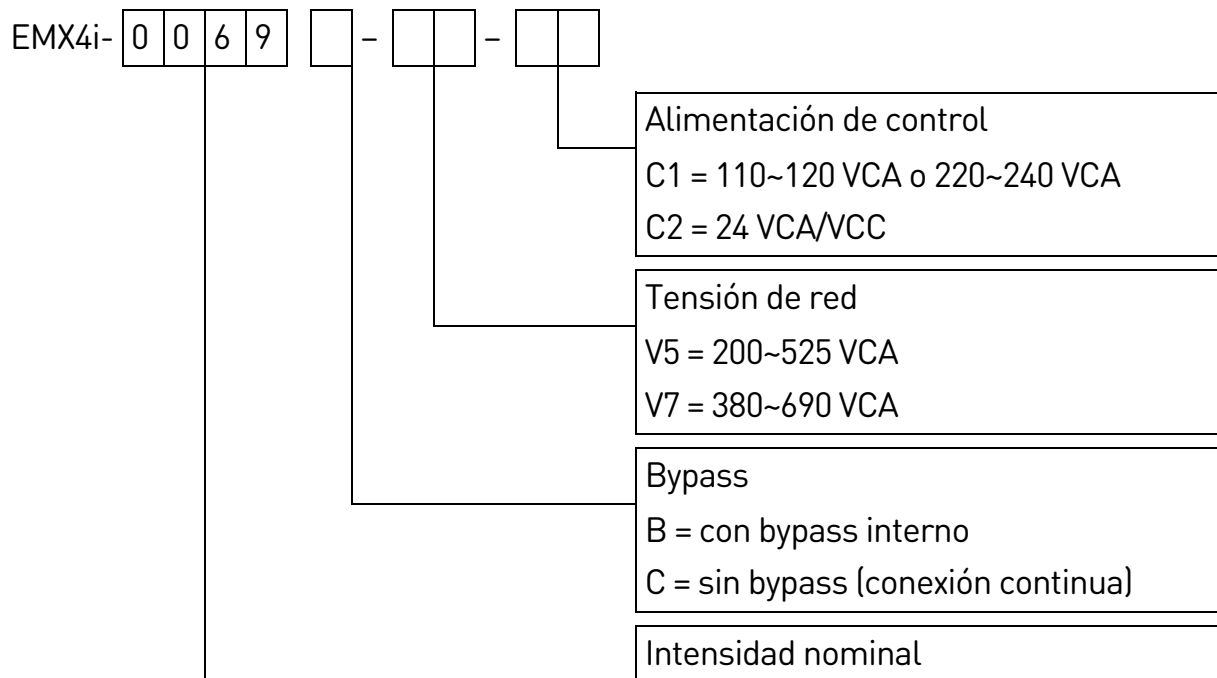 EMX4i- 0 0 6 9 – –
Alimentación de control
C1 = 110~120 VCA o 220~240 VCA
C2 = 24 VCA/VCC
Tensión de red
V5 = 200~525 VCA
V7 = 380~690 VCA
Bypass
B = con bypass interno
C = sin bypass (conexión continua)
Intensidad nominal